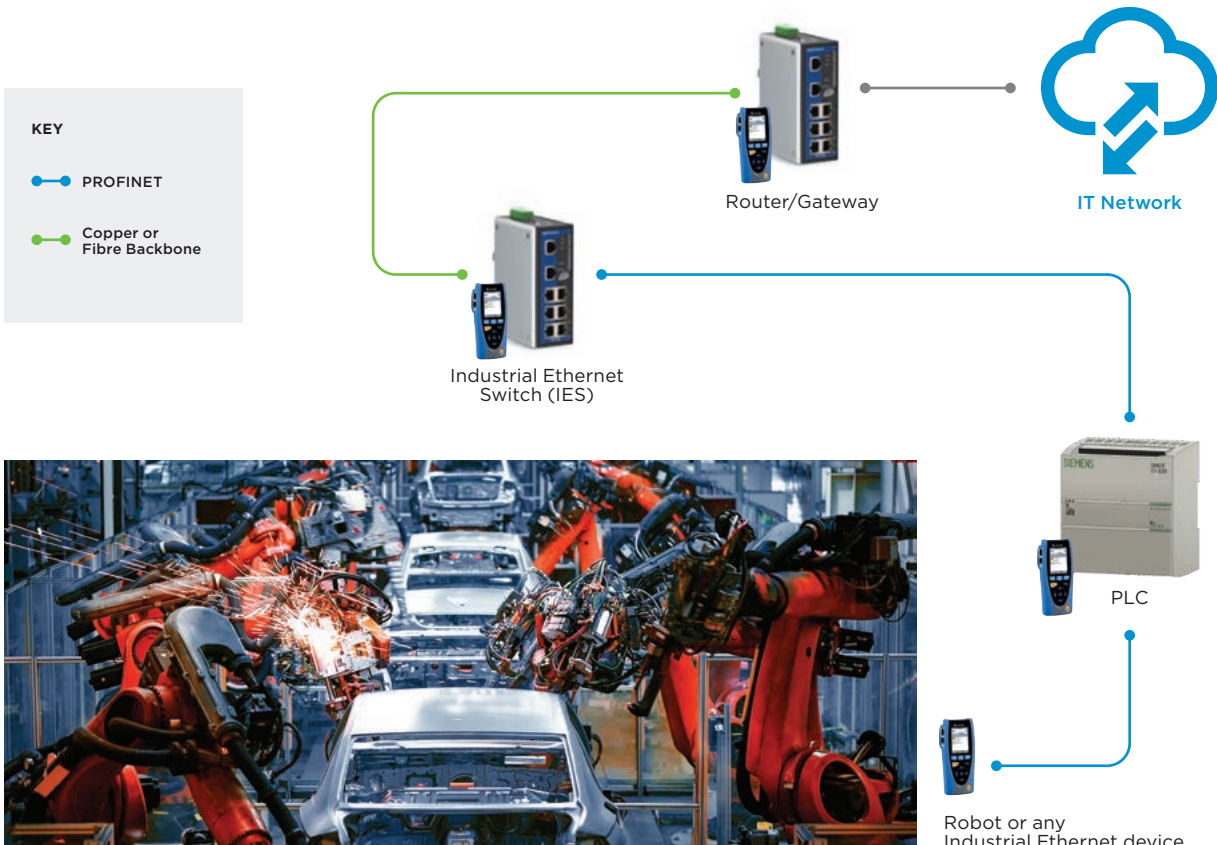 KEY
PROFINET
Copper or
Fibre Backbone
Router/Gateway
IT Network
Industrial Ethernet
Switch (IES)
SIEMENS
PLC
Robot or any
Industrial Ethernet device